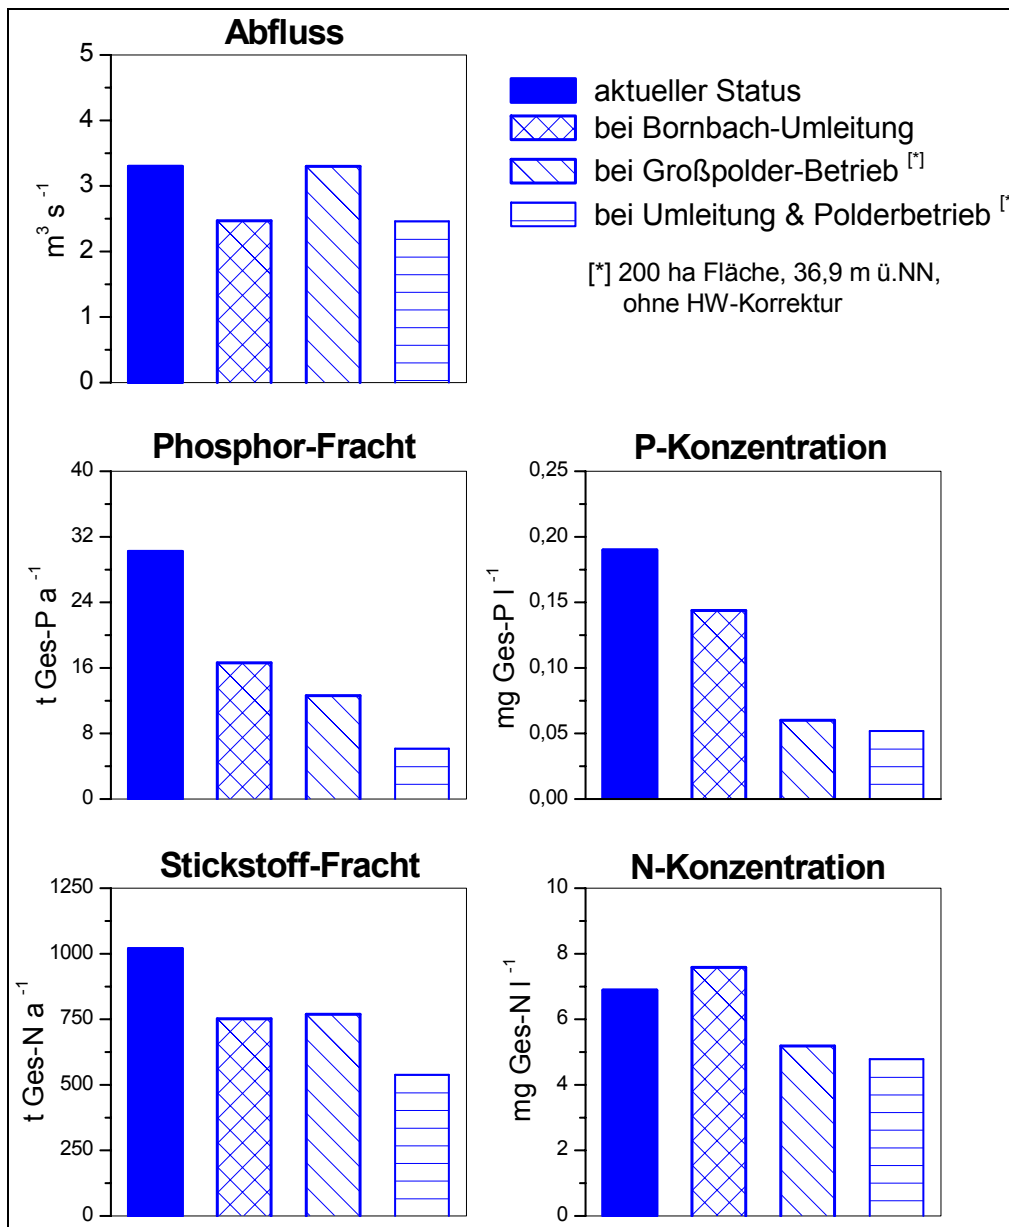 Abfluss
5
4
3
2
1
0
m³ s⁻¹
aktueller Status
bei Bornbach-Umleitung
bei Großpolder-Betrieb [*]
bei Umleitung & Polderbetrieb [*
[*] 200 ha Fläche, 36,9 m ü.NN,
ohne HW-Korrektur
Phosphor-Fracht
40
32
24
16
8
0
t Ges-P a⁻¹
P-Konzentration
0,25
0,20
0,15
0,10
0,05
0,00
mg Ges-P l⁻¹
Stickstoff-Fracht
1250
1000
750
500
250
0
t Ges-N a⁻¹
N-Konzentration
10
8
6
4
2
0
mg Ges-N l⁻¹